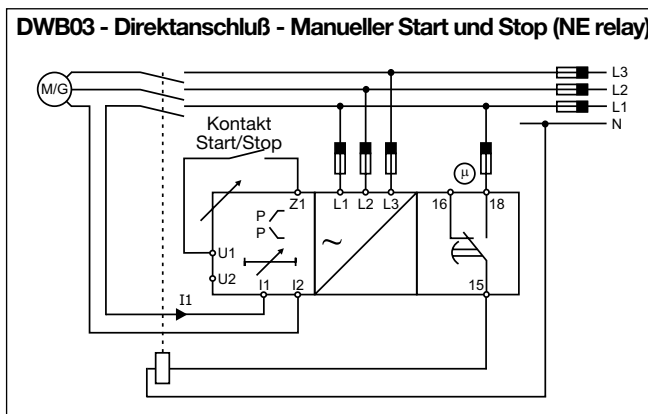 DWB03 - Direktanschluß - Manueller Start und Stop (NE relay)
M/G
L3
L2
L1
N
Kontakt
Start/Stop
µ
Z1 L1 L2 L3 16 18
P
P
~
U1
U2
I1 I2 15
I1